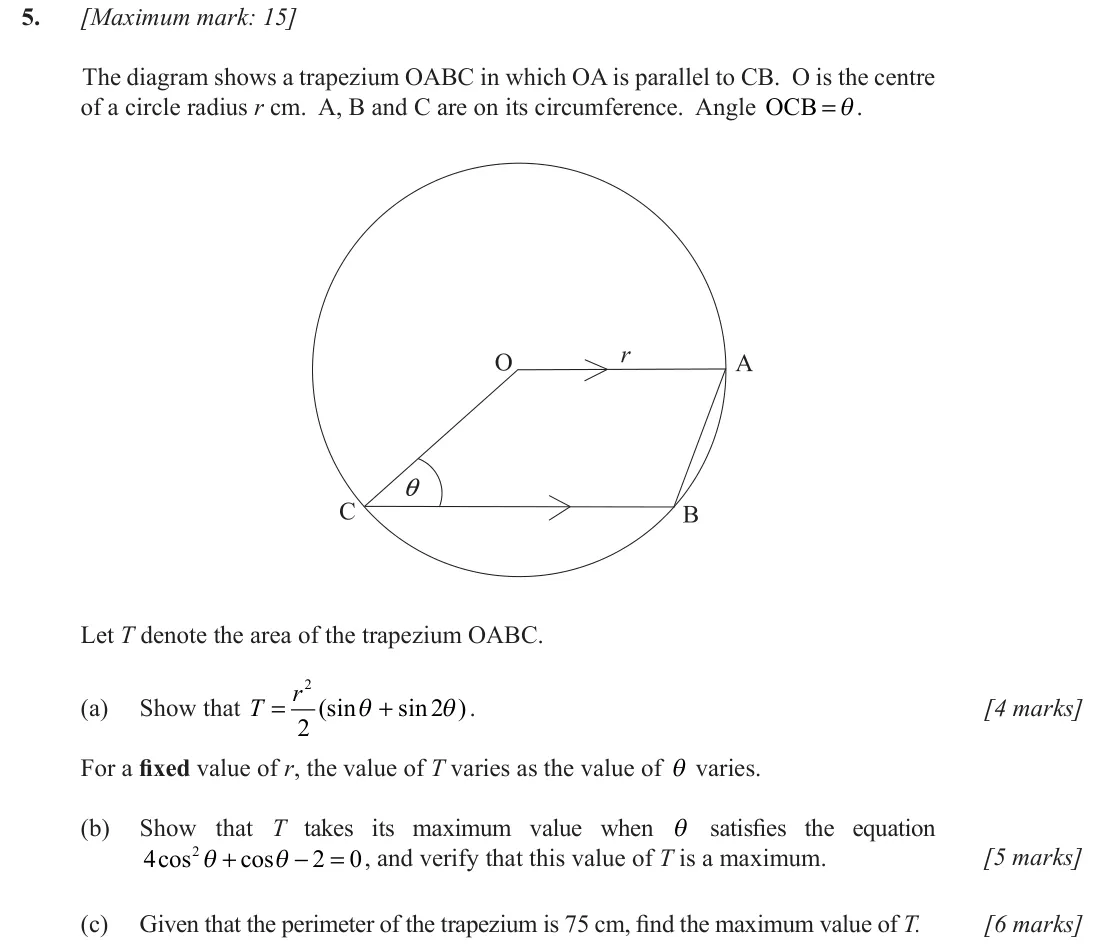 5. [Maximum mark: 15]
The diagram shows a trapezium OABC in which OA is parallel to CB. O is the centre
of a circle radius r cm. A, B and C are on its circumference. Angle OCB = θ.
O
r
A
θ
C
B
Let T denote the area of the trapezium OABC.
(a) Show that T = r²/2 (sin θ + sin 2θ). [4 marks]
For a fixed value of r, the value of T varies as the value of θ varies.
(b) Show that T takes its maximum value when θ satisfies the equation
4cos² θ + cos θ − 2 = 0, and verify that this value of T is a maximum. [5 marks]
(c) Given that the perimeter of the trapezium is 75 cm, find the maximum value of T. [6 marks]